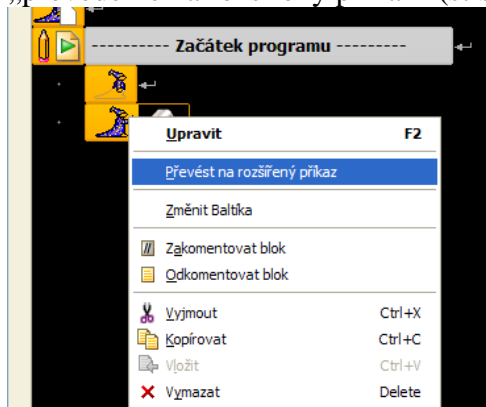 ---------- Začátek programu ---------
Upravit F2
Převést na rozšířený příkaz
Změnit Baltíka
Zakomentovat blok
Odkomentovat blok
Vyjmout Ctrl+X
Kopírovat Ctrl+C
Vložit Ctrl+V
Vymazat Delete